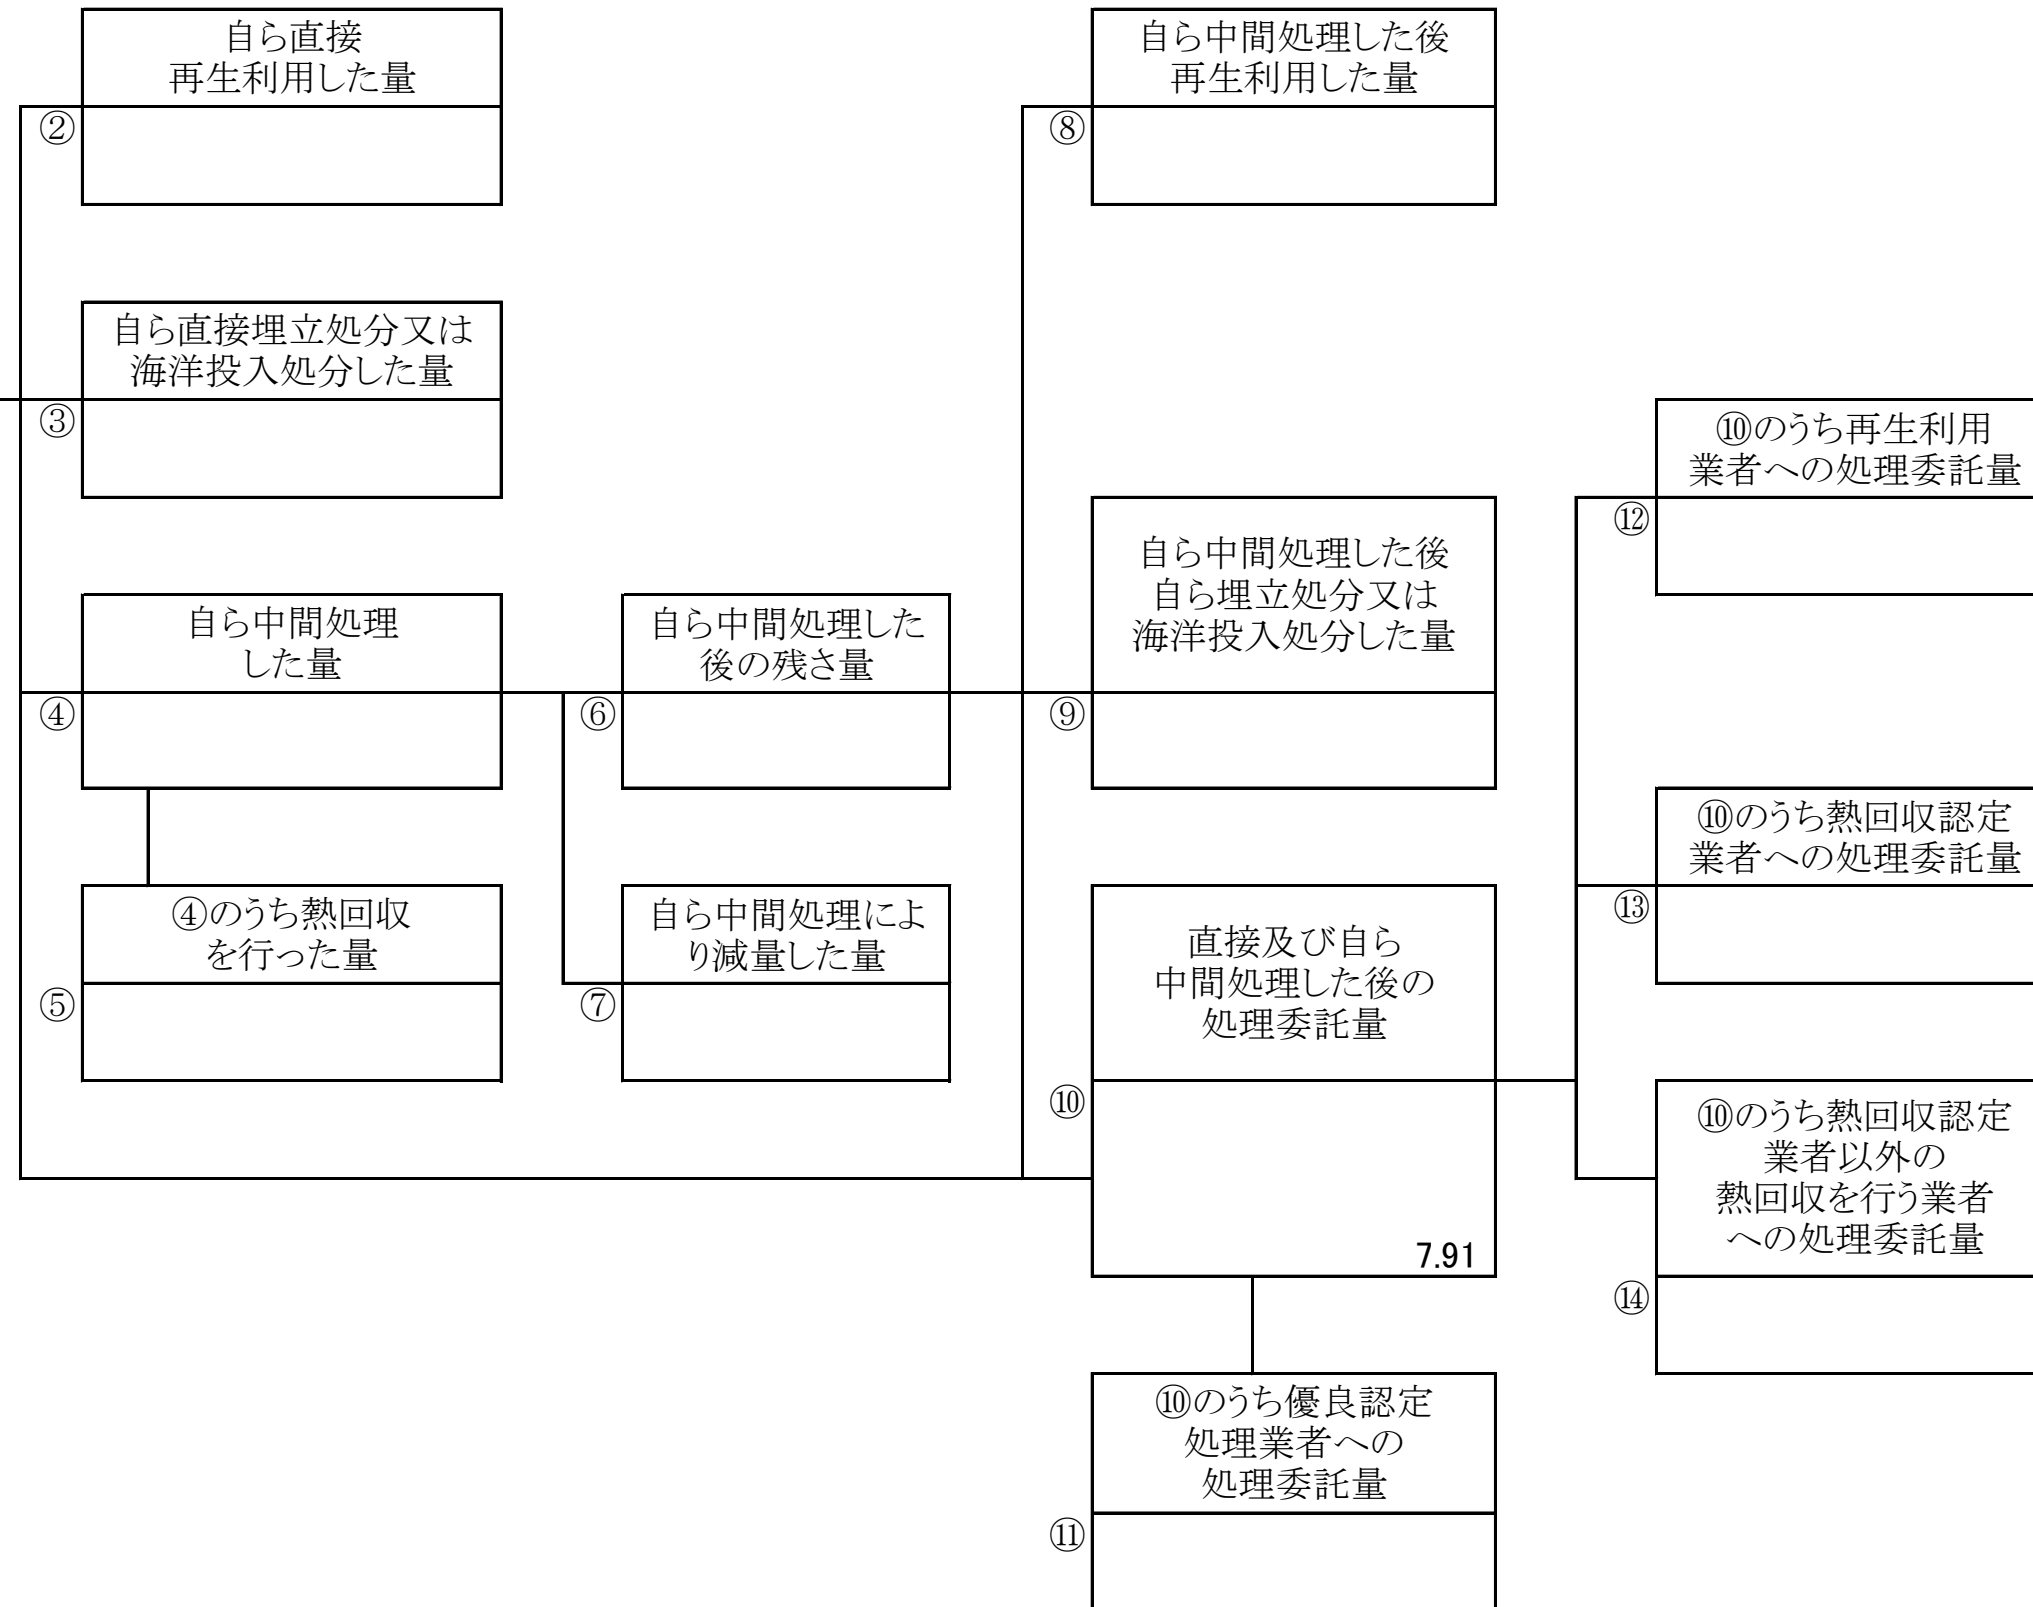 自ら直接
再生利用した量
②
自ら直接埋立処分又は
海洋投入処分した量
③
自ら中間処理
した量
④
④のうち熱回収
を行った量
⑤
自ら中間処理した
後の残さ量
⑥
自ら中間処理によ
り減量した量
⑦
自ら中間処理した後
再生利用した量
⑧
自ら中間処理した後
自ら埋立処分又は
海洋投入処分した量
⑨
直接及び自ら
中間処理した後の
処理委託量
⑩
7.91
⑩のうち優良認定
処理業者への
処理委託量
⑪
⑩のうち再生利用
業者への処理委託量
⑫
⑩のうち熱回収認定
業者への処理委託量
⑬
⑩のうち熱回収認定
業者以外の
熱回収を行う業者
への処理委託量
⑭